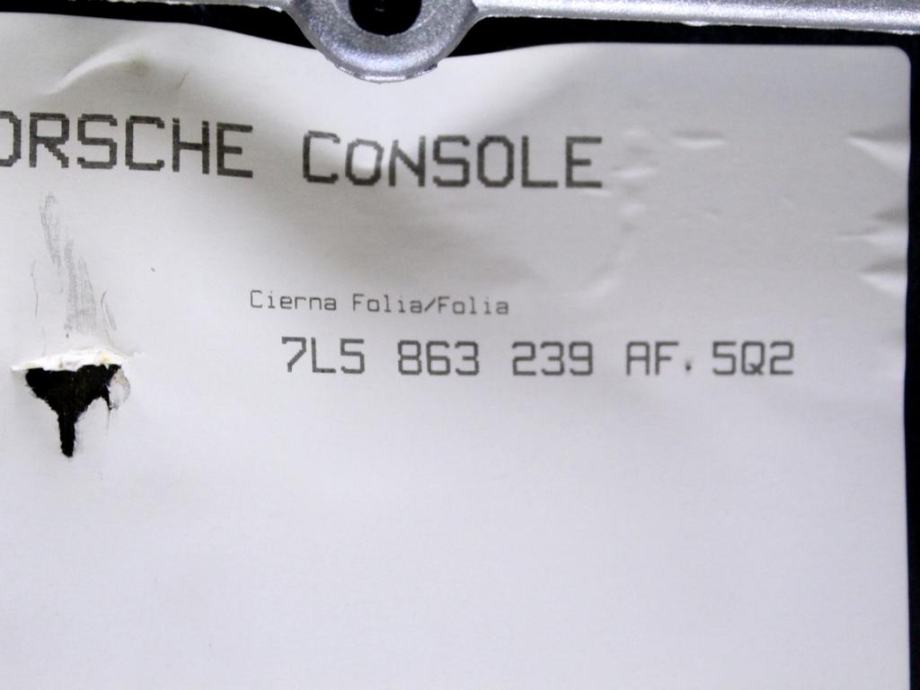 ORSCHE CONSOLE
Cierna Folia/Folia
7L5 863 239 AF. 5Q2